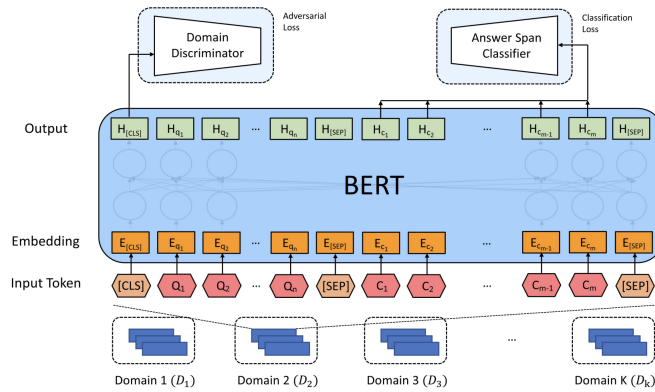 Adversarial
Loss
Domain
Discriminator
Classification
Loss
Answer Span
Classifier
Output
H[CLS] Hq1 Hq2 ... Hqn H[SEP] Hc1 Hc2 ... Hcm-1 Hcm H[SEP]
BERT
Embedding
E[CLS] Eq1 Eq2 ... Eqn E[SEP] Ec1 Ec2 ... Ecm-1 Ecm E[SEP]
Input Token
[CLS] Q1 Q2 ... Qn [SEP] C1 C2 ... Cm-1 Cm [SEP]
...
Domain 1 (D1) Domain 2 (D2) Domain 3 (D3) Domain K (Dk)